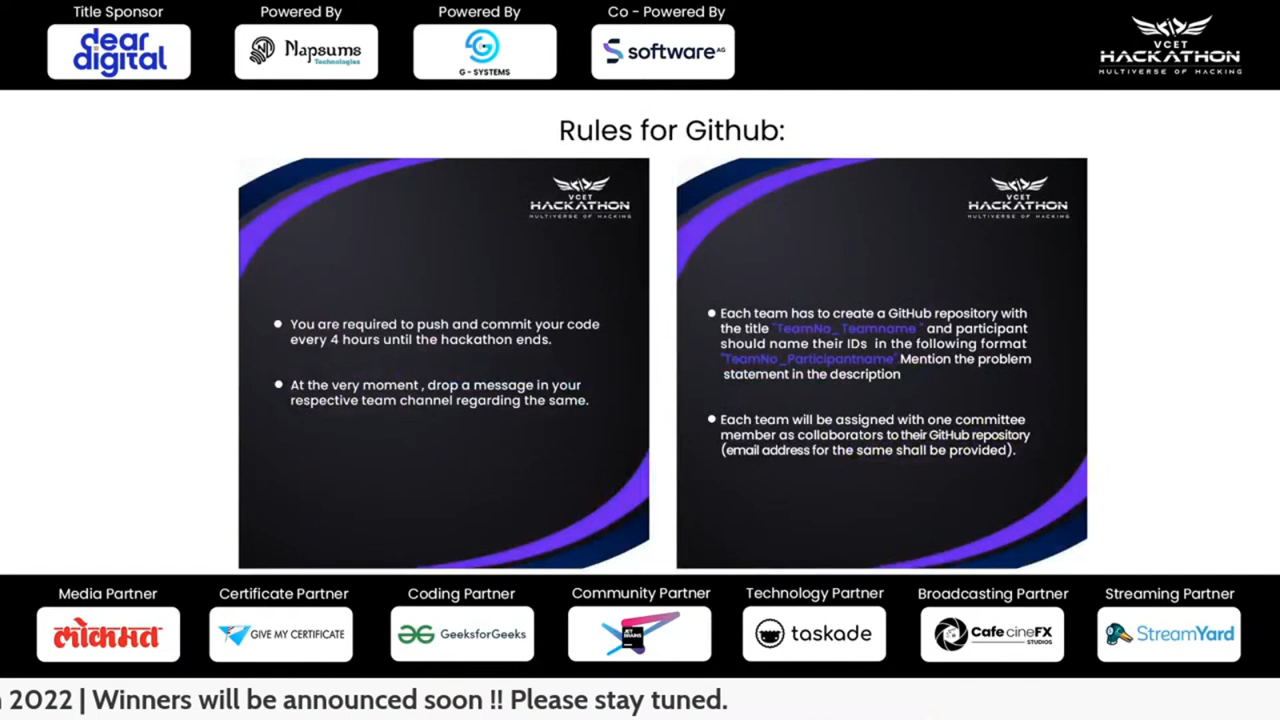 Title Sponsor
Powered By
Powered By
Co - Powered By
dear
digital
Napsums
Technologies
G - SYSTEMS
software AG
VCET
HACKATHON
MULTIVERSE OF HACKING
Rules for Github:
VCET
HACKATHON
MULTIVERSE OF HACKING
You are required to push and commit your code
every 4 hours until the hackathon ends.
At the very moment , drop a message in your
respective team channel regarding the same.
VCET
HACKATHON
MULTIVERSE OF HACKING
Each team has to create a GitHub repository with
the title "TeamNo_Teamname " and participant
should name their IDs in the following format
"TeamNo_Participantname" Mention the problem
statement in the description
Each team will be assigned with one committee
member as collaborators to their GitHub repository
(email address for the same shall be provided).
Media Partner
Certificate Partner
Coding Partner
Community Partner
Technology Partner
Broadcasting Partner
Streaming Partner
लोकमत
GIVE MY CERTIFICATE
GeeksforGeeks
JET
BRAINS
taskade
Cafe cineFX
STUDIOS
StreamYard
2022 | Winners will be announced soon !! Please stay tuned.